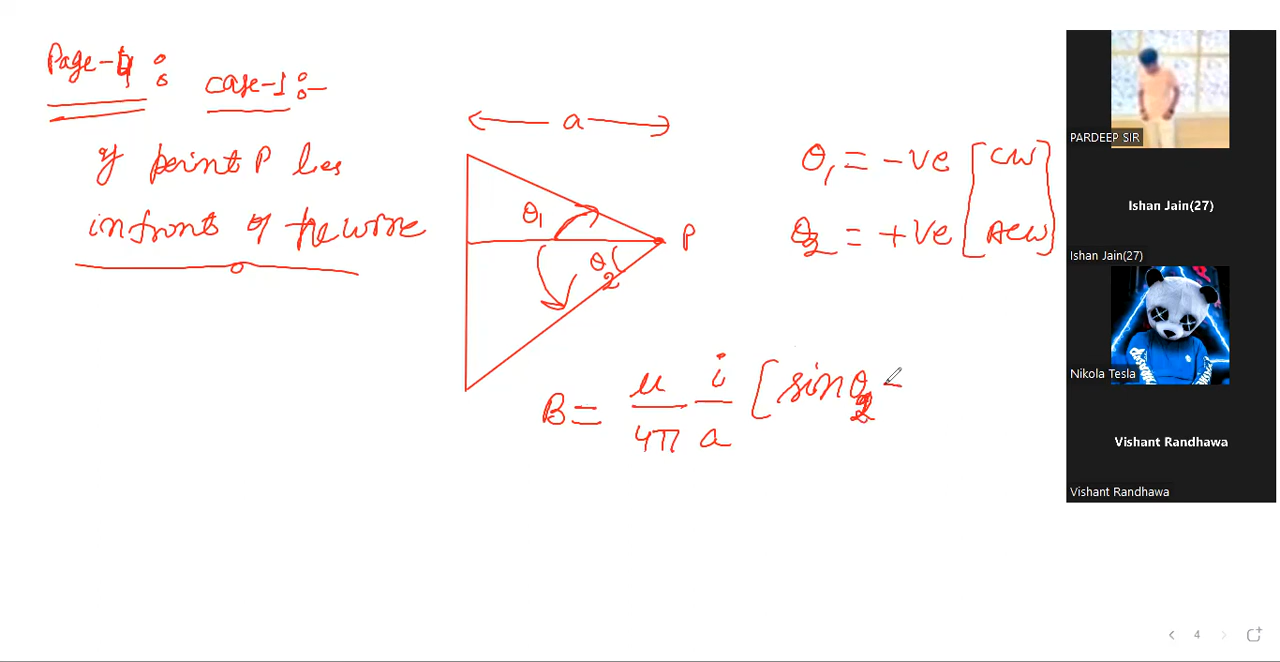 Page-4 :
case-1 :-
if point P lies
infront of the wire
a
θ1
θ2
P
θ1 = -ve [CW]
θ2 = +ve [ACW]
B = μ/4π i/a [sinθ2 -
PARDEEP SIR
Ishan Jain(27)
Ishan Jain(27)
Nikola Tesla
Vishant Randhawa
Vishant Randhawa
4